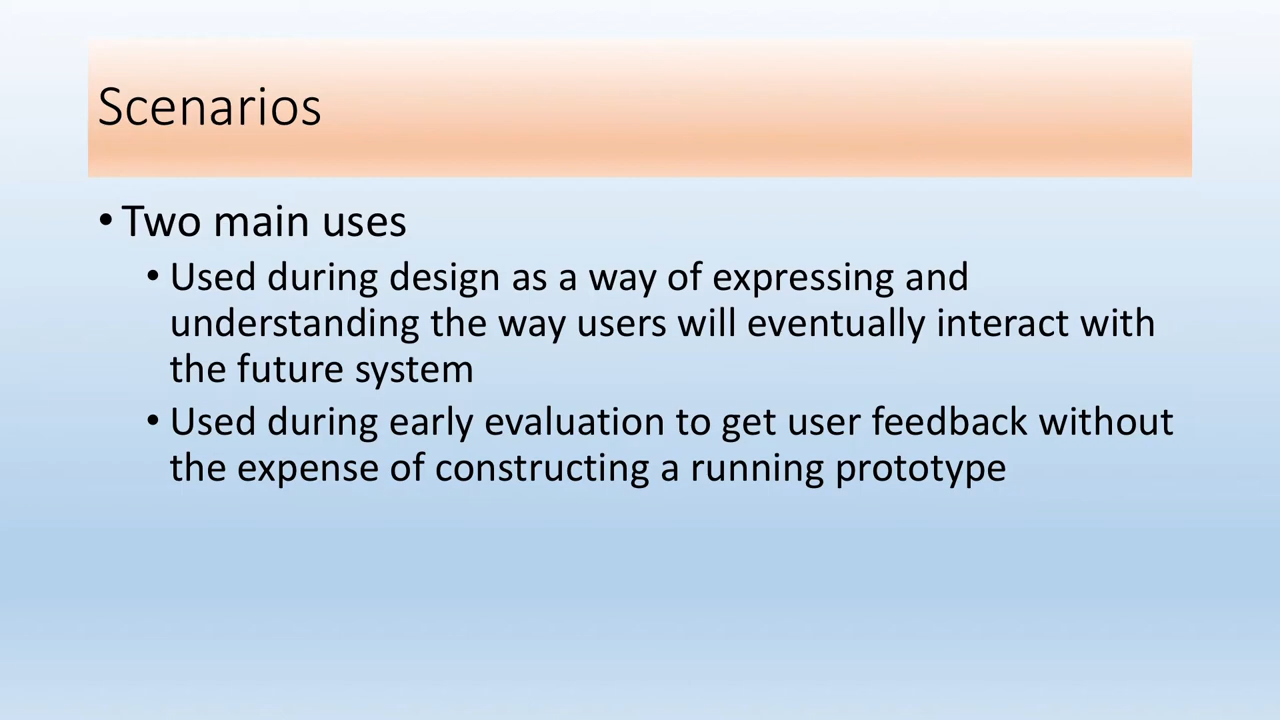 Scenarios
• Two main uses
• Used during design as a way of expressing and
understanding the way users will eventually interact with
the future system
• Used during early evaluation to get user feedback without
the expense of constructing a running prototype